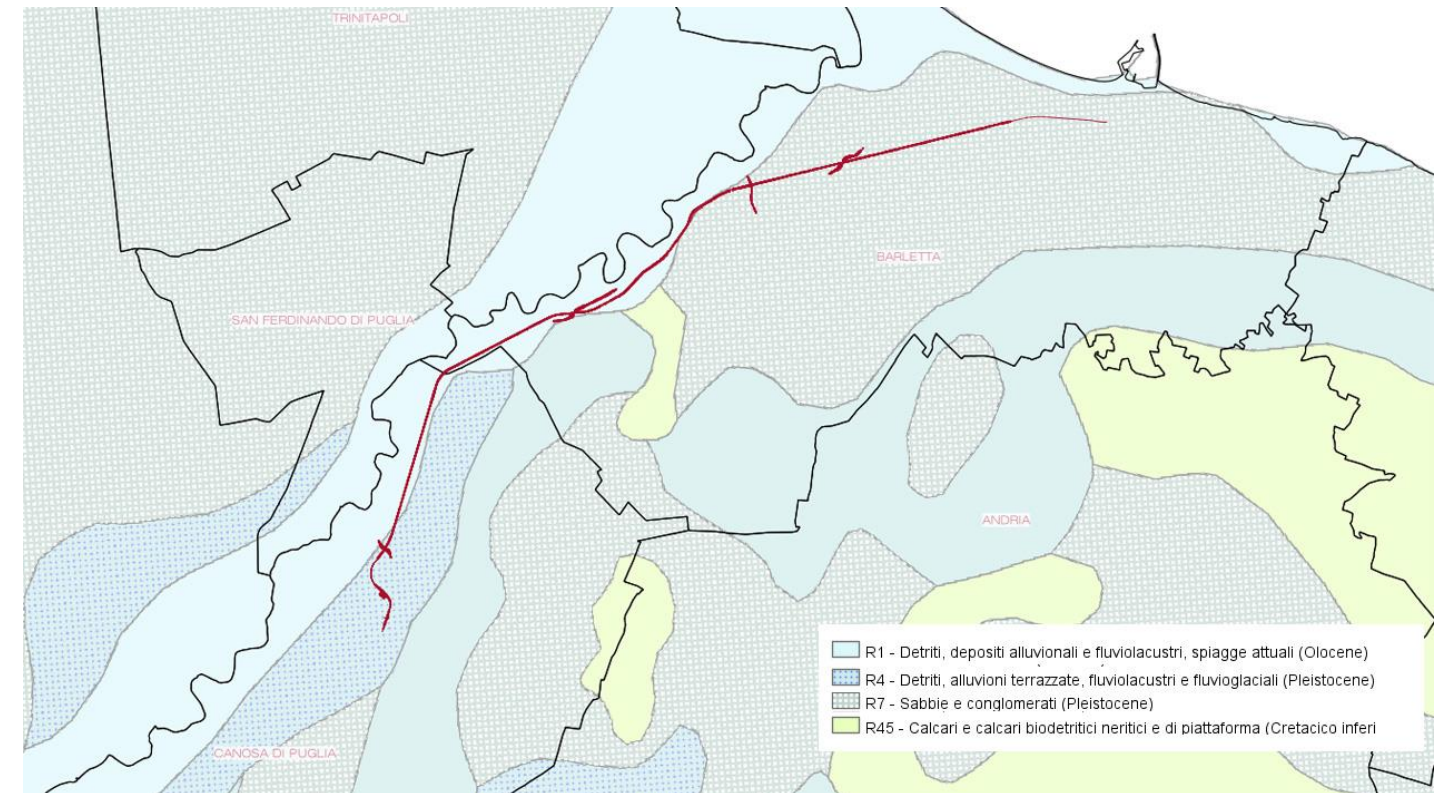 TRINITAPOLI
BARLETTA
SAN FERDINANDO DI PUGLIA
ANDRIA
CANOSA DI PUGLIA
R1 - Detriti, depositi alluvionali e fluviolacustri, spiagge attuali (Olocene)
R4 - Detriti, alluvioni terrazzate, fluviolacustri e fluvioglaciali (Pleistocene)
R7 - Sabbie e conglomerati (Pleistocene)
R45 - Calcari e calcari biodetritici neritici e di piattaforma (Cretacico inferi